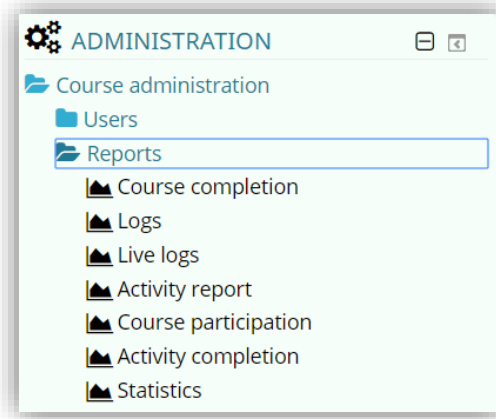 ADMINISTRATION
Course administration
Users
Reports
Course completion
Logs
Live logs
Activity report
Course participation
Activity completion
Statistics